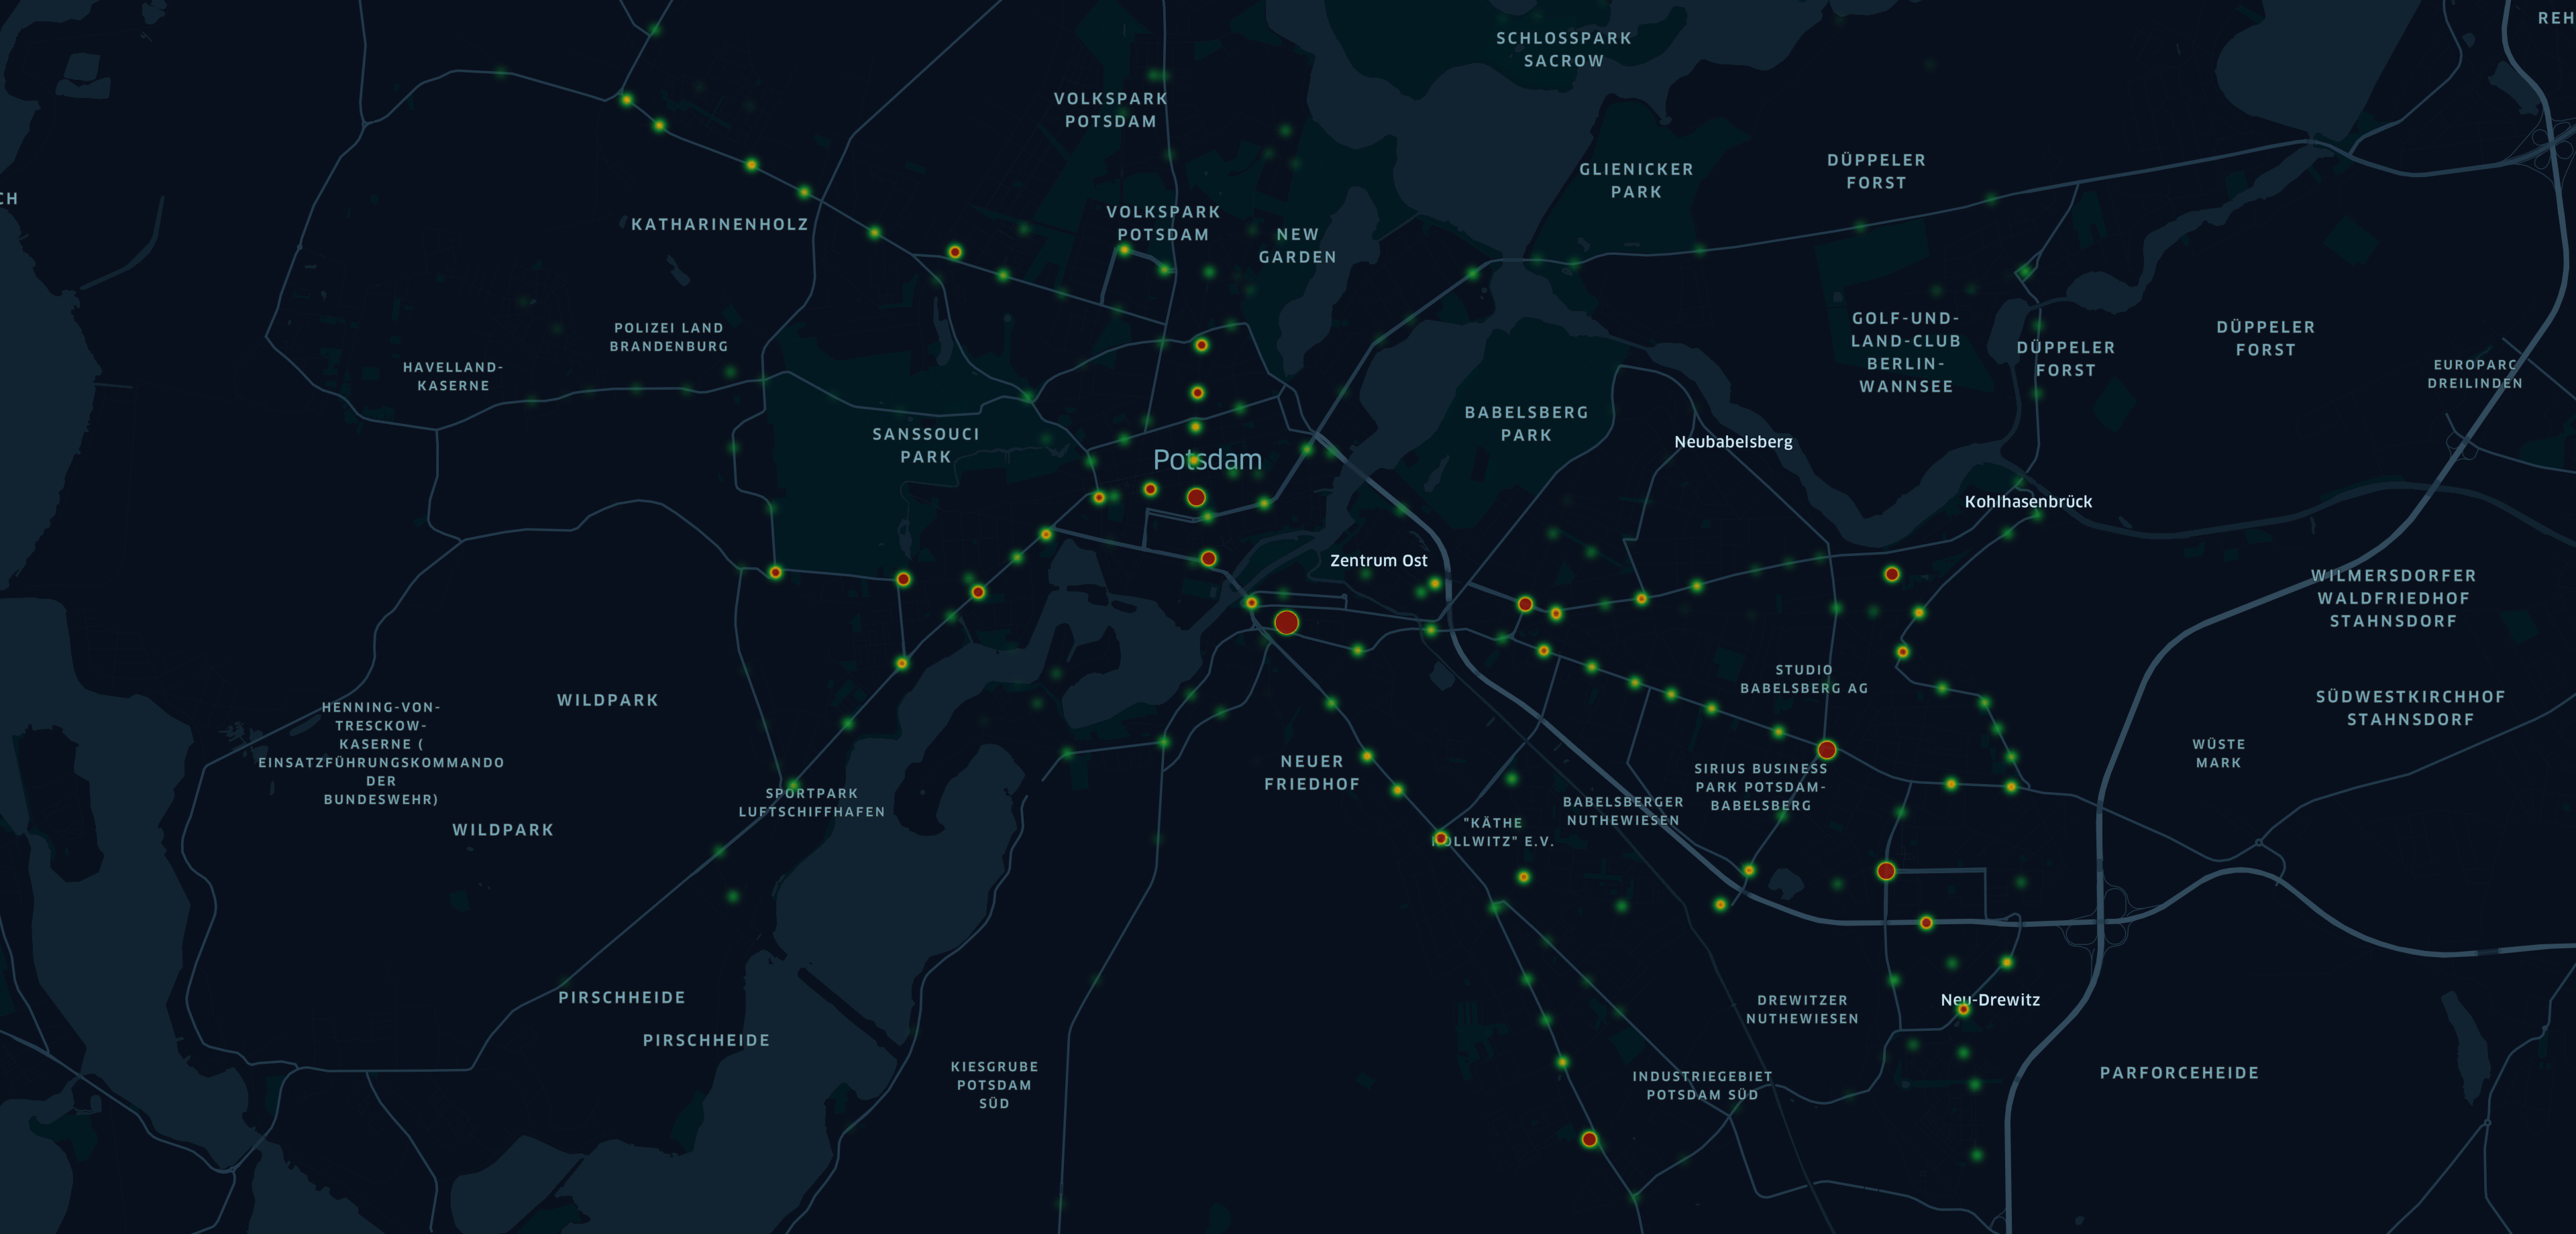 REH
SCHLOSSPARK
SACROW
VOLKSPARK
POTSDAM
GLIENICKER
PARK
DÜPPELER
FORST
CH
KATHARINENHOLZ
VOLKSPARK
POTSDAM
NEW
GARDEN
POLIZEI LAND
BRANDENBURG
HAVELLAND-
KASERNE
GOLF-UND-
LAND-CLUB
BERLIN-
WANNSEE
DÜPPELER
FORST
DÜPPELER
FORST
EUROPARC
DREILINDEN
SANSSOUCI
PARK
Potsdam
BABELSBERG
PARK
Neubabelsberg
Kohlhasenbrück
Zentrum Ost
WILMERSDORFER
WALDFRIEDHOF
STAHNSDORF
STUDIO
BABELSBERG AG
SÜDWESTKIRCHHOF
STAHNSDORF
WILDPARK
HENNING-VON-
TRESCKOW-
KASERNE (
EINSATZFÜHRUNGSKOMMANDO
DER
BUNDESWEHR)
WÜSTE
MARK
NEUER
FRIEDHOF
SIRIUS BUSINESS
PARK POTSDAM-
BABELSBERG
SPORTPARK
LUFTSCHIFFHAFEN
BABELSBERGER
NUTHEWIESEN
WILDPARK
"KÄTHE
KOLLWITZ" E.V.
PIRSCHHEIDE
Neu-Drewitz
DREWITZER
NUTHEWIESEN
PIRSCHHEIDE
KIESGRUBE
POTSDAM
SÜD
INDUSTRIEGEBIET
POTSDAM SÜD
PARFORCEHEIDE